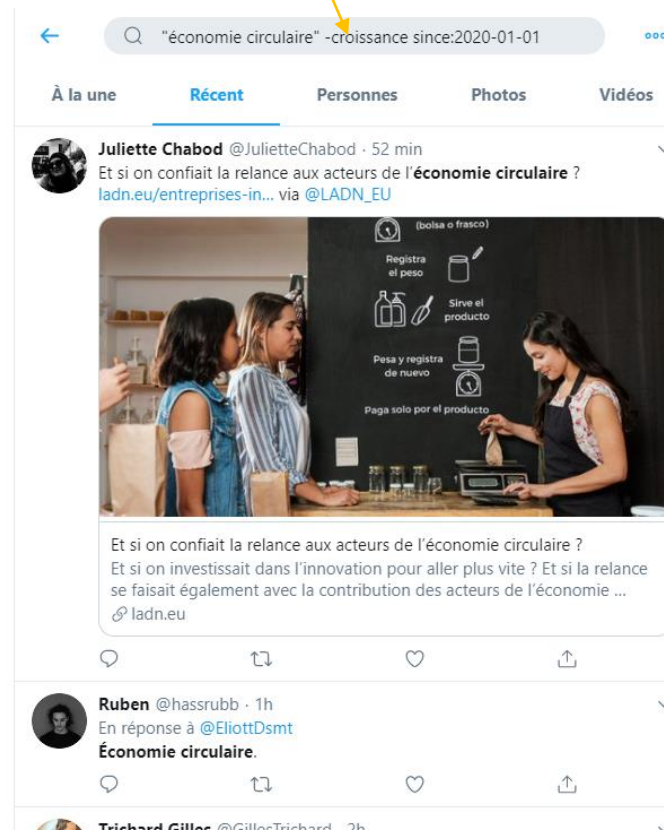 "économie circulaire" -croissance since:2020-01-01
À la une Récent Personnes Photos Vidéos
Juliette Chabod @JulietteChabod · 52 min
Et si on confiait la relance aux acteurs de l'économie circulaire ?
ladn.eu/entreprises-in... via @LADN_EU
(bolsa o frasco)
Registra
el peso
Sirve el
producto
Pesa y registra
de nuevo
Paga solo por el producto
Et si on confiait la relance aux acteurs de l'économie circulaire ?
Et si on investissait dans l'innovation pour aller plus vite ? Et si la relance
se faisait également avec la contribution des acteurs de l'économie ...
ladn.eu
Ruben @hassrubb · 1h
En réponse à @EliottDsmt
Économie circulaire.
Trichard Gilles @GillesTrichard · 2h